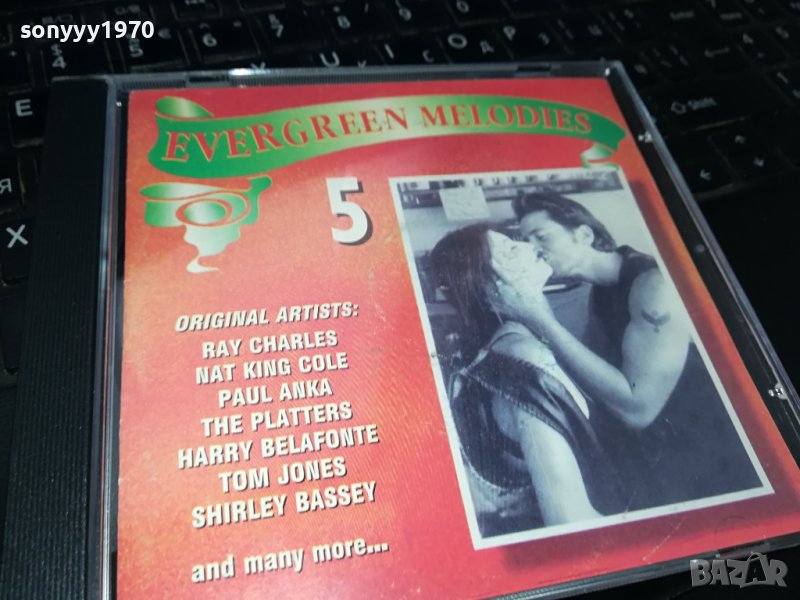 sonyyy1970
EVERGREEN MELODIES
5
ORIGINAL ARTISTS:
RAY CHARLES
NAT KING COLE
PAUL ANKA
THE PLATTERS
HARRY BELAFONTE
TOM JONES
SHIRLEY BASSEY
and many more...
BAZAR